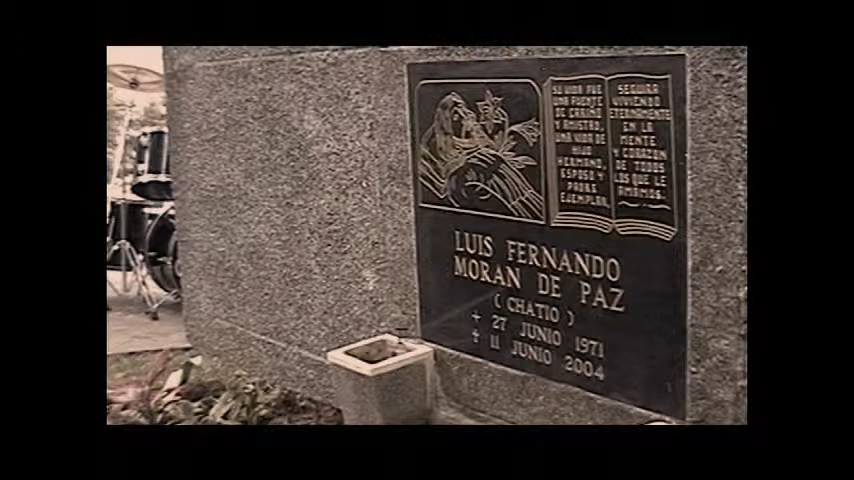 SU VIDA FUE
UNA FUENTE
DE CARIÑO
Y AMISTAD,
UNA VIDA DE
HIJO
HERMANO,
ESPOSO Y
PADRE
EJEMPLAR.
SEGUIRA
VIVIENDO
ETERNAMENTE
EN LA
MENTE
Y CORAZON
DE TODOS
LOS QUE LE
AMAMOS.
LUIS FERNANDO
MORAN DE PAZ
( CHATIO )
27 JUNIO 1971
11 JUNIO 2004